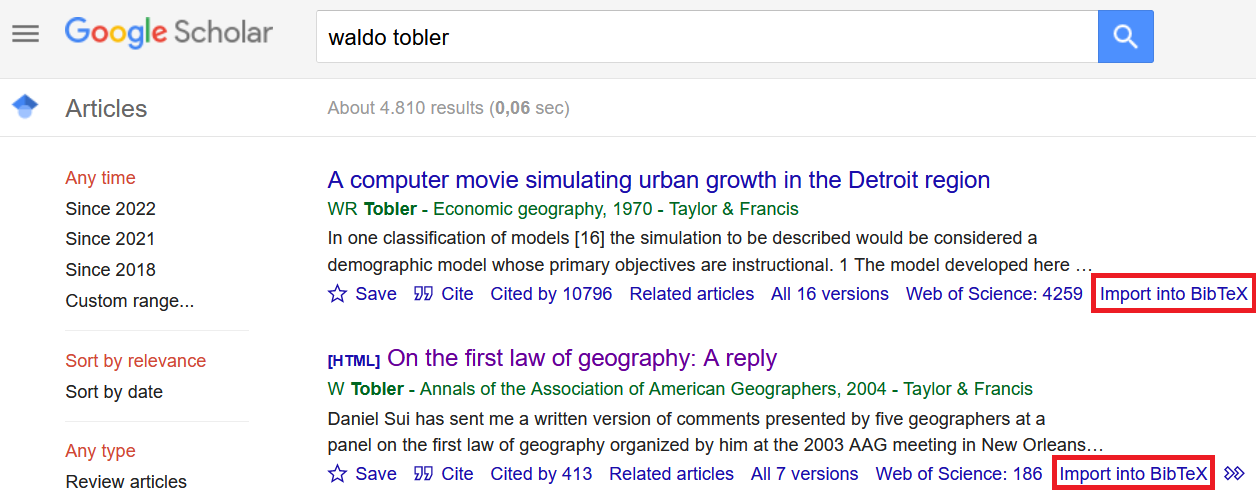 Google Scholar
waldo tobler
Articles
About 4.810 results (0,06 sec)
Any time
Since 2022
Since 2021
Since 2018
Custom range...
Sort by relevance
Sort by date
Any type
Review articles
A computer movie simulating urban growth in the Detroit region
WR Tobler - Economic geography, 1970 - Taylor & Francis
In one classification of models [16] the simulation to be described would be considered a
demographic model whose primary objectives are instructional. 1 The model developed here …
Save Cite Cited by 10796 Related articles All 16 versions Web of Science: 4259 Import into BibTeX
[HTML] On the first law of geography: A reply
W Tobler - Annals of the Association of American Geographers, 2004 - Taylor & Francis
Daniel Sui has sent me a written version of comments presented by five geographers at a
panel on the first law of geography organized by him at the 2003 AAG meeting in New Orleans…
Save Cite Cited by 413 Related articles All 7 versions Web of Science: 186 Import into BibTeX